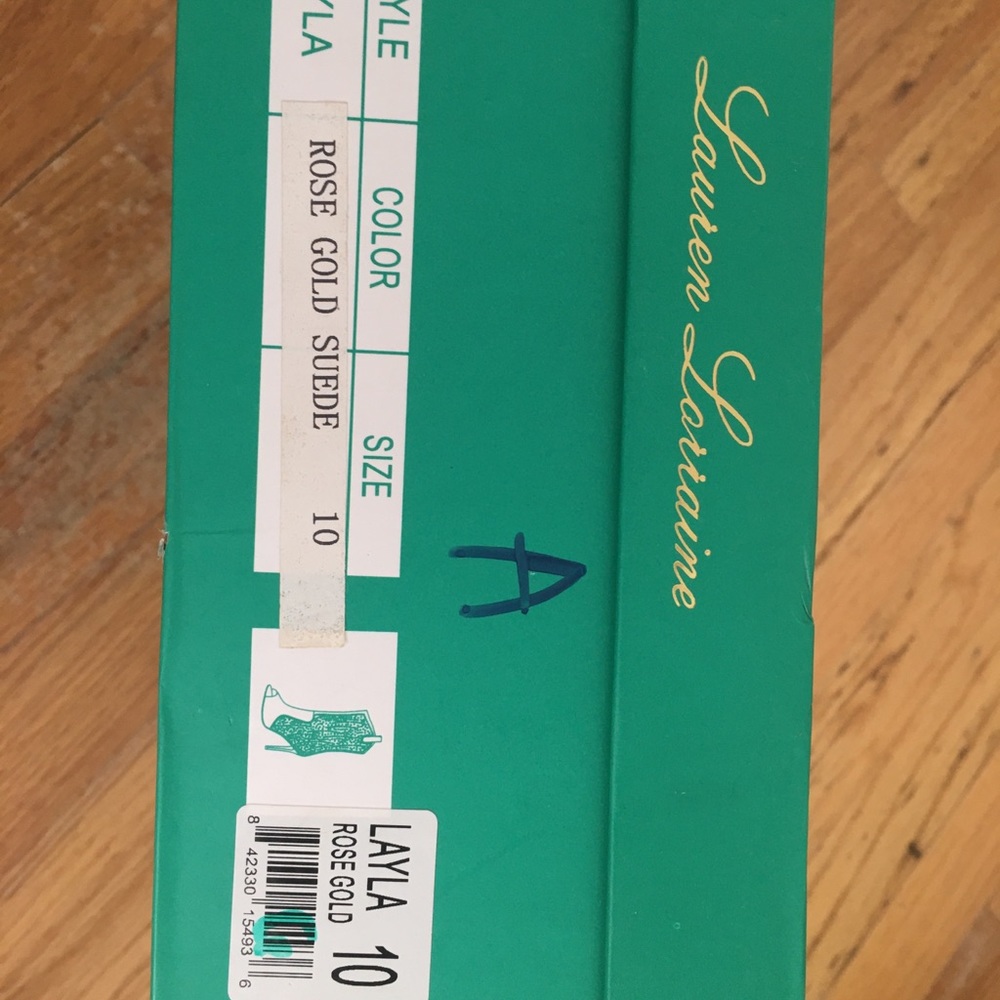 Lauren Lorraine
YLE COLOR SIZE
YLA ROSE GOLD SUEDE 10
A
LAYLA 10
ROSE GOLD
8 42330 15493 6